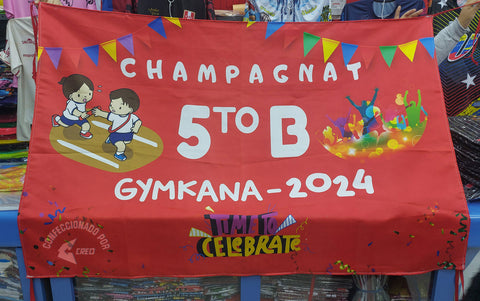 CHAMPAGNAT
5TO B
GYMKANA - 2024
TIME TO
CELEBRATE
CONFECCIONADO POR
CREO